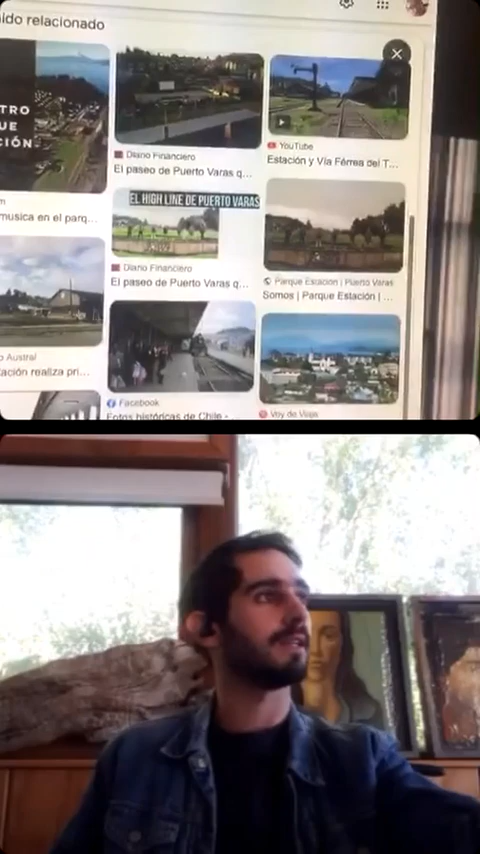 ido relacionado
TRO
UE
CIÓN
Diario Financiero
El paseo de Puerto Varas q...
YouTube
Estación y Vía Férrea del T...
musica en el parq...
EL HIGH LINE DE PUERTO VARAS
Diario Financiero
El paseo de Puerto Varas q...
Parque Estación | Puerto Varas
Somos | Parque Estación | ...
o Austral
ación realiza pri...
Facebook
Fotos históricas de Chile -
Voy de Viaje